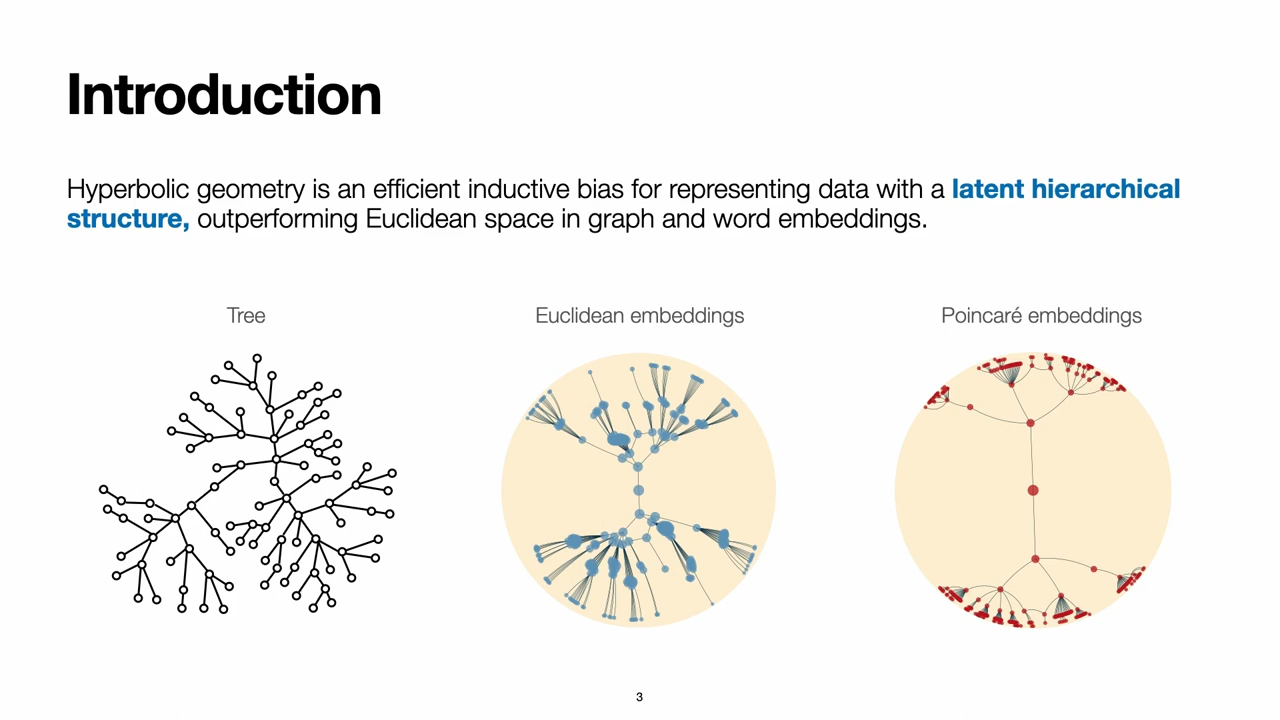 Introduction
Hyperbolic geometry is an efficient inductive bias for representing data with a latent hierarchical
structure, outperforming Euclidean space in graph and word embeddings.
Tree
Euclidean embeddings
Poincaré embeddings
3